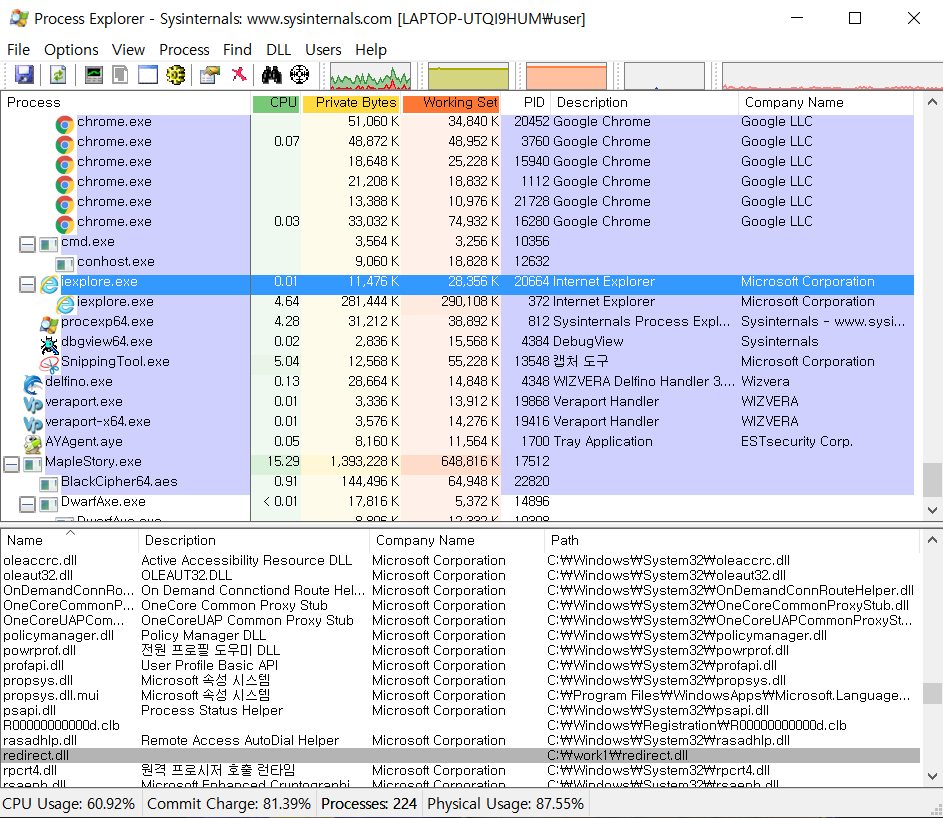 Process Explorer - Sysinternals: www.sysinternals.com [LAPTOP-UTQI9HUM₩user]
File Options View Process Find DLL Users Help
Process CPU Private Bytes Working Set PID Description Company Name
chrome.exe 51,060 K 34,840 K 20452 Google Chrome Google LLC
chrome.exe 0.07 48,872 K 48,952 K 3760 Google Chrome Google LLC
chrome.exe 18,648 K 25,228 K 15940 Google Chrome Google LLC
chrome.exe 21,208 K 18,832 K 1112 Google Chrome Google LLC
chrome.exe 13,388 K 10,976 K 21728 Google Chrome Google LLC
chrome.exe 0.03 33,032 K 74,932 K 16280 Google Chrome Google LLC
cmd.exe 3,564 K 3,256 K 10356
conhost.exe 9,060 K 18,828 K 12632
iexplore.exe 0.01 11,476 K 28,356 K 20664 Internet Explorer Microsoft Corporation
iexplore.exe 4.64 281,444 K 290,108 K 372 Internet Explorer Microsoft Corporation
procexp64.exe 4.28 31,212 K 38,892 K 812 Sysinternals Process Expl... Sysinternals - www.sysi...
dbgview64.exe 0.02 2,836 K 15,568 K 4384 DebugView Sysinternals
SnippingTool.exe 5.04 12,568 K 55,228 K 13548 캡처 도구 Microsoft Corporation
delfino.exe 0.13 28,664 K 14,848 K 4348 WIZVERA Delfino Handler 3.... Wizvera
veraport.exe 0.01 3,336 K 13,912 K 19868 Veraport Handler WIZVERA
veraport-x64.exe 0.01 3,576 K 14,276 K 19416 Veraport Handler WIZVERA
AYAgent.aye 0.05 8,160 K 11,564 K 1700 Tray Application ESTsecurity Corp.
MapleStory.exe 15.29 1,393,228 K 648,816 K 17512
BlackCipher64.aes 0.91 144,496 K 64,948 K 22820
DwarfAxe.exe < 0.01 17,816 K 5,372 K 14896
DwarfAxe.exe 8,896 K 12,332 K 10308
Name Description Company Name Path
oleaccrc.dll Active Accessibility Resource DLL Microsoft Corporation C:₩Windows₩System32₩oleaccrc.dll
oleaut32.dll OLEAUT32.DLL Microsoft Corporation C:₩Windows₩System32₩oleaut32.dll
OnDemandConnRo... On Demand Connctiond Route Hel... Microsoft Corporation C:₩Windows₩System32₩OnDemandConnRouteHelper.dll
OneCoreCommonP... OneCore Common Proxy Stub Microsoft Corporation C:₩Windows₩System32₩OneCoreCommonProxyStub.dll
OneCoreUAPCom... OneCoreUAP Common Proxy Stub Microsoft Corporation C:₩Windows₩System32₩OneCoreUAPCommonProxySt...
policymanager.dll Policy Manager DLL Microsoft Corporation C:₩Windows₩System32₩policymanager.dll
powrprof.dll 전원 프로필 도우미 DLL Microsoft Corporation C:₩Windows₩System32₩powrprof.dll
profapi.dll User Profile Basic API Microsoft Corporation C:₩Windows₩System32₩profapi.dll
propsys.dll Microsoft 속성 시스템 Microsoft Corporation C:₩Windows₩System32₩propsys.dll
propsys.dll.mui Microsoft 속성 시스템 Microsoft Corporation C:₩Program Files₩WindowsApps₩Microsoft.Language...
psapi.dll Process Status Helper Microsoft Corporation C:₩Windows₩System32₩psapi.dll
R00000000000d.clb C:₩Windows₩Registration₩R00000000000d.clb
rasadhlp.dll Remote Access AutoDial Helper Microsoft Corporation C:₩Windows₩System32₩rasadhlp.dll
redirect.dll C:₩work1₩redirect.dll
rpcrt4.dll 원격 프로시저 호출 런타임 Microsoft Corporation C:₩Windows₩System32₩rpcrt4.dll
rsaenh.dll Microsoft Enhanced Cryptographi... Microsoft Corporation C:₩Windows₩System32₩rsaenh.dll
CPU Usage: 60.92% Commit Charge: 81.39% Processes: 224 Physical Usage: 87.55%